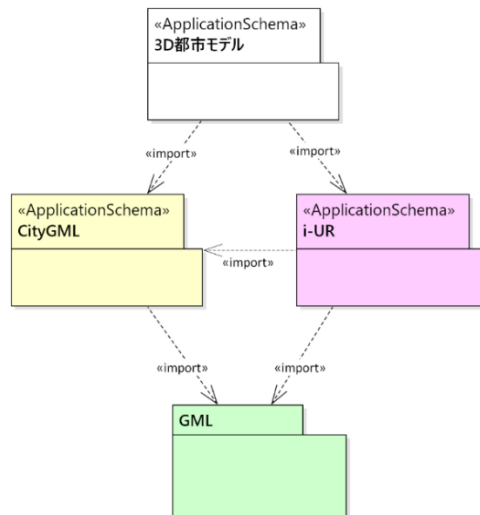 «ApplicationSchema»
3D都市モデル
«import»
«import»
«ApplicationSchema»
CityGML
«ApplicationSchema»
i-UR
«import»
«import»
«import»
GML